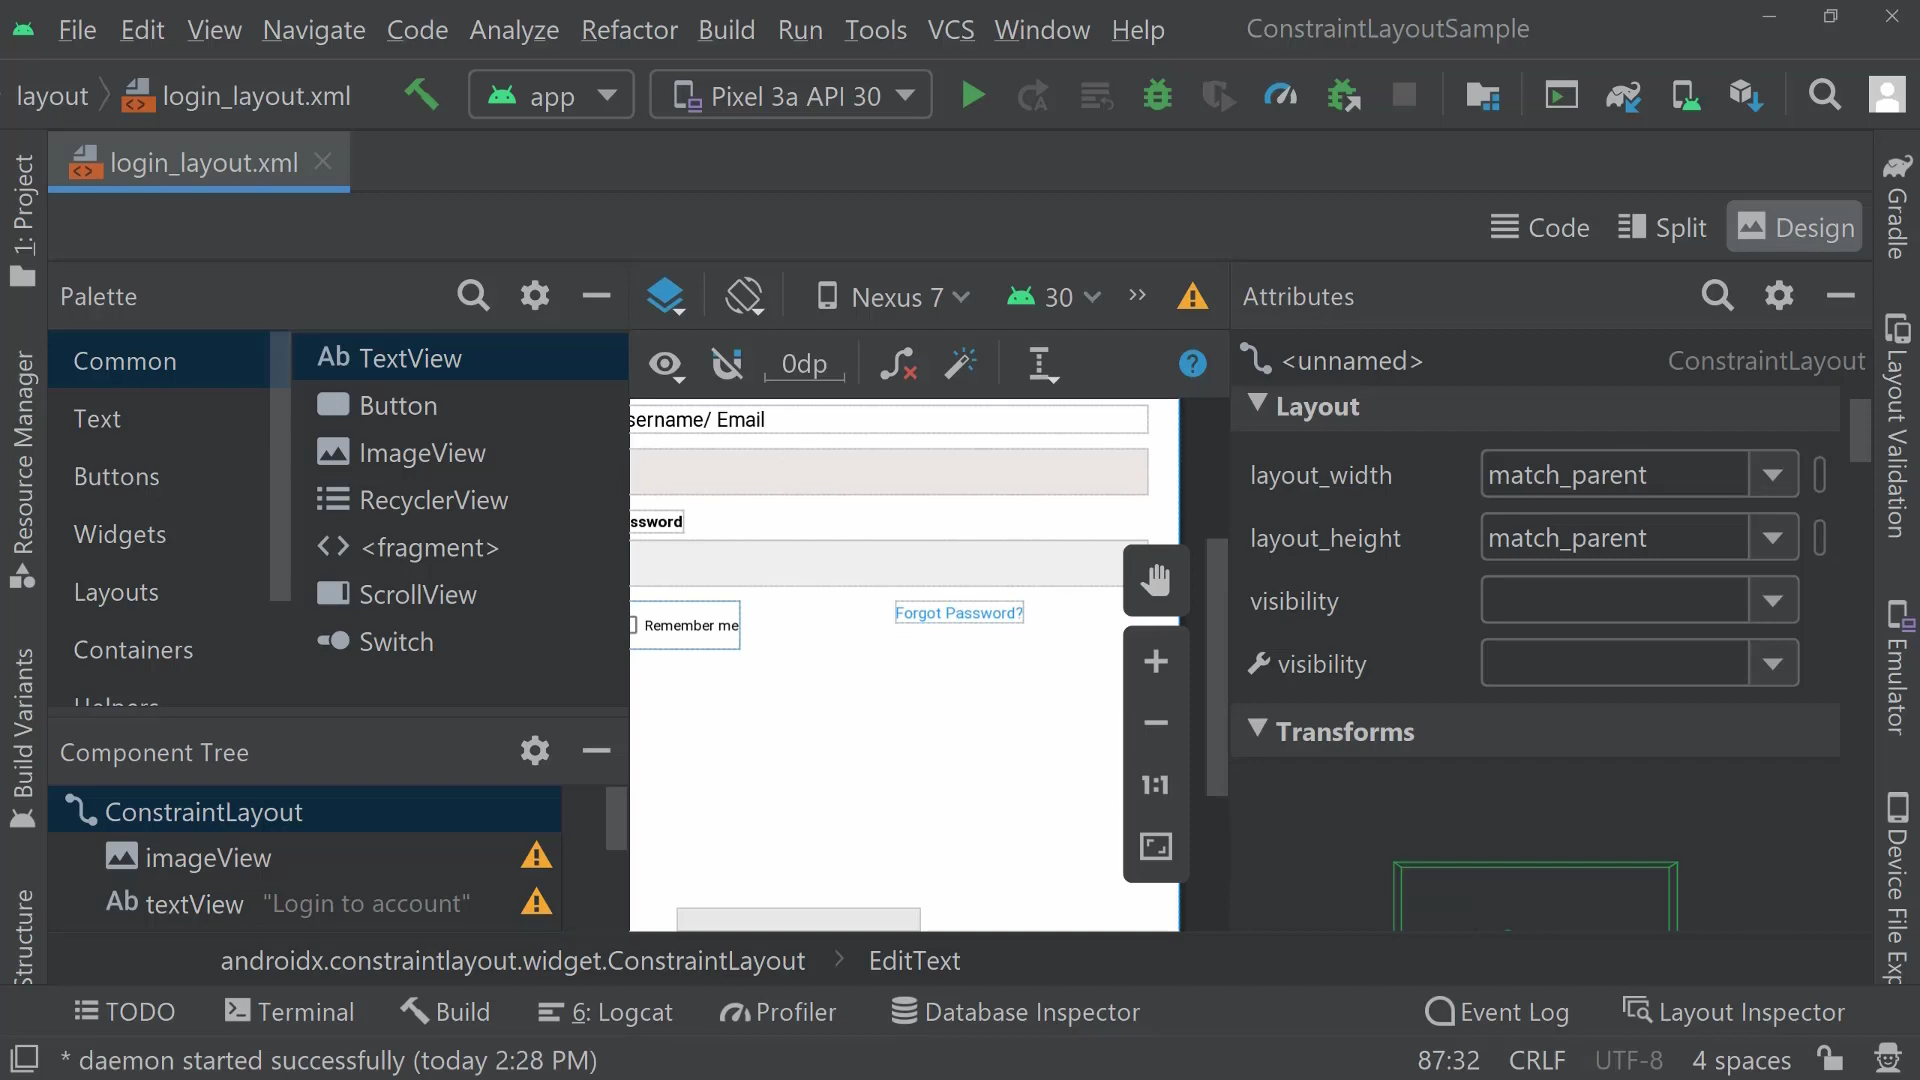 File Edit View Navigate Code Analyze Refactor Build Run Tools VCS Window Help ConstraintLayoutSample
layout login_layout.xml app Pixel 3a API 30
login_layout.xml
Code Split Design
Palette Nexus 7 30 Attributes
0dp
<unnamed> ConstraintLayout
Common
Text
Buttons
Widgets
Layouts
Containers
Helpers
Ab TextView
Button
ImageView
RecyclerView
<> <fragment>
ScrollView
Switch
sername/ Email
ssword
Remember me
Forgot Password?
1:1
Layout
layout_width match_parent
layout_height match_parent
visibility
visibility
Transforms
Component Tree
ConstraintLayout
imageView
Ab textView "Login to account"
androidx.constraintlayout.widget.ConstraintLayout EditText
TODO Terminal Build 6: Logcat Profiler Database Inspector Event Log Layout Inspector
* daemon started successfully (today 2:28 PM) 87:32 CRLF UTF-8 4 spaces
1: Project
Resource Manager
Build Variants
Structure
Gradle
Layout Validation
Emulator
Device File Exp